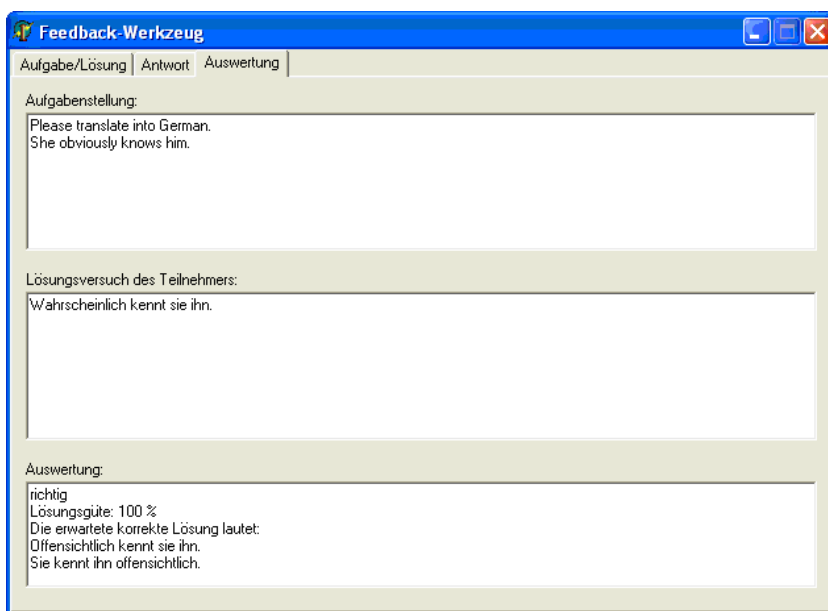 Feedback-Werkzeug
Aufgabe/Lösung Antwort Auswertung
Aufgabenstellung:
Please translate into German.
She obviously knows him.
Lösungsversuch des Teilnehmers:
Wahrscheinlich kennt sie ihn.
Auswertung:
richtig
Lösungsgüte: 100 %
Die erwartete korrekte Lösung lautet:
Offensichtlich kennt sie ihn.
Sie kennt ihn offensichtlich.